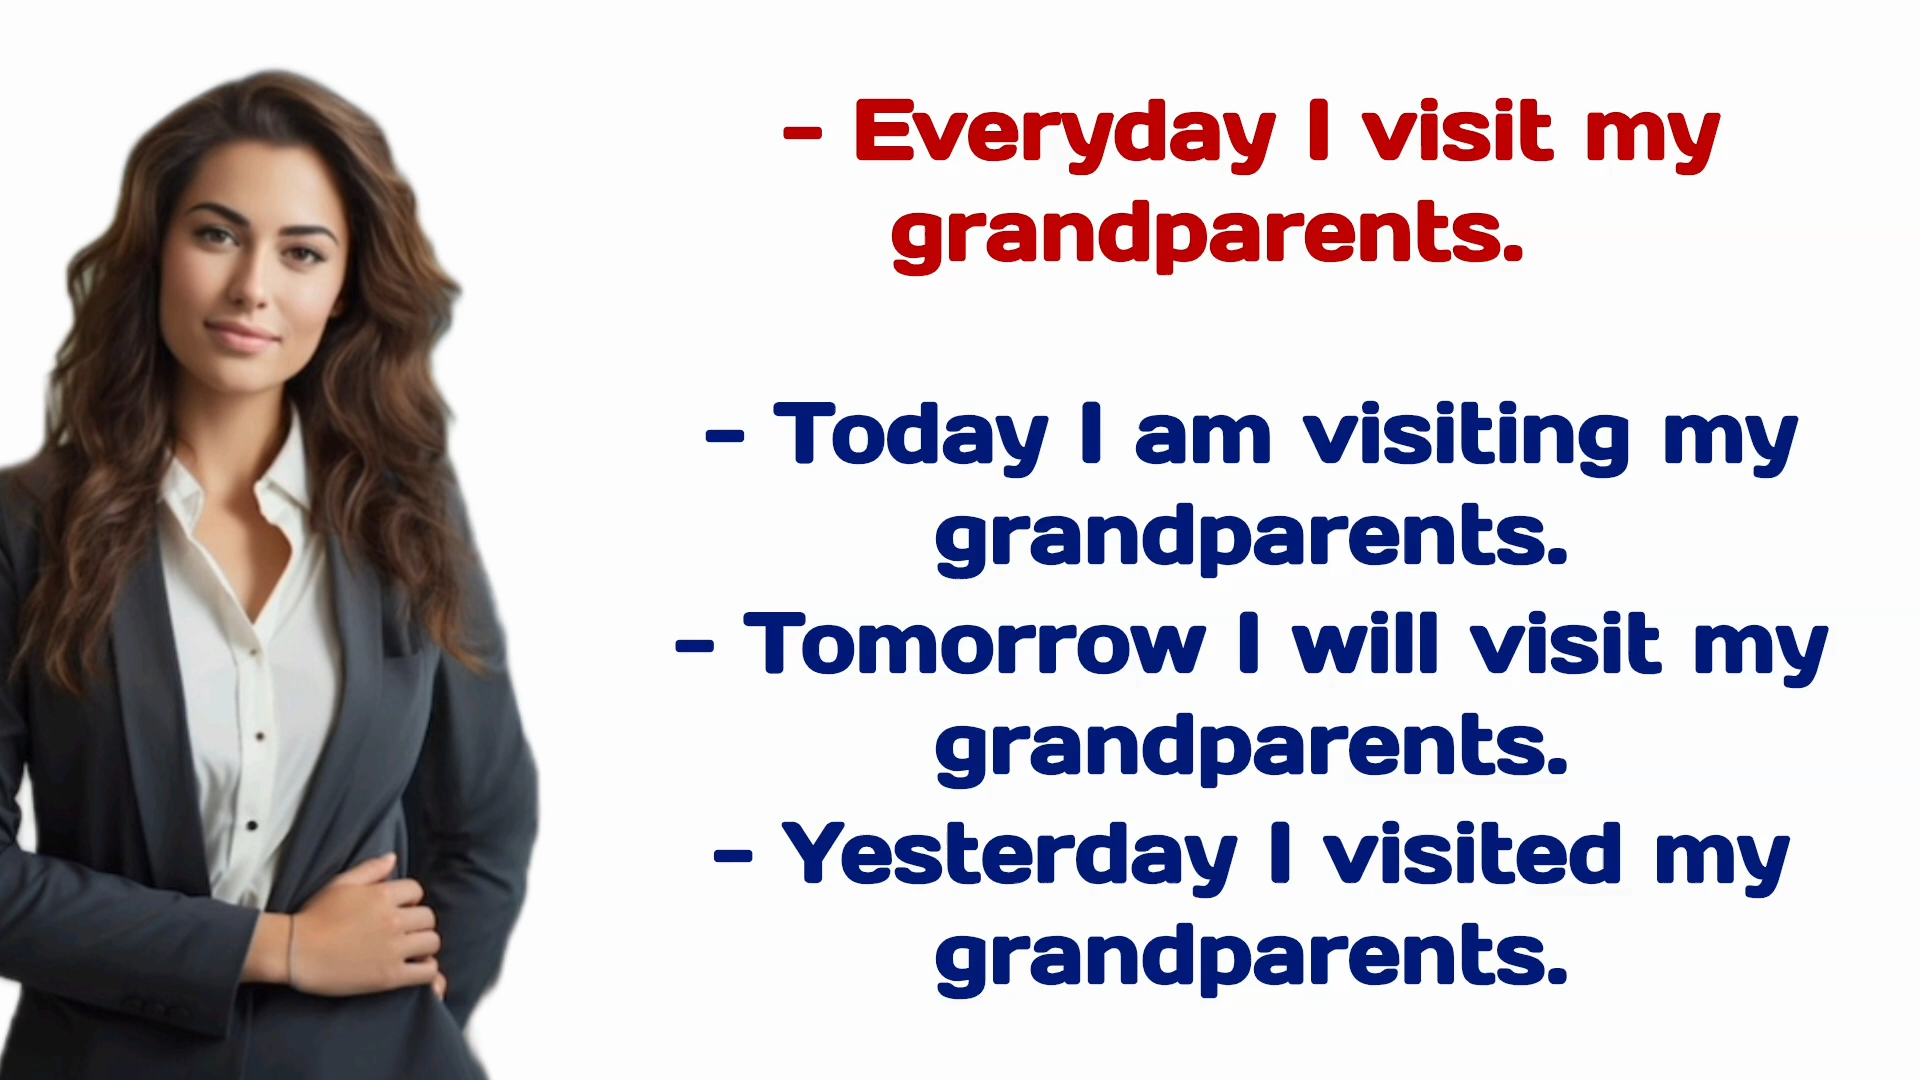 - Everyday I visit my
grandparents.
- Today I am visiting my
grandparents.
- Tomorrow I will visit my
grandparents.
- Yesterday I visited my
grandparents.